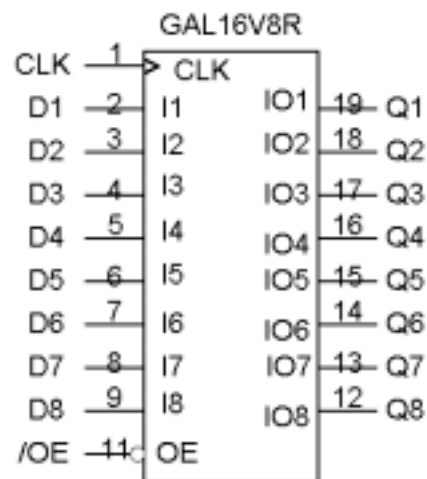 GAL16V8R
CLK 1 CLK
D1 2 I1 IO1 19 Q1
D2 3 I2 IO2 18 Q2
D3 4 I3 IO3 17 Q3
D4 5 I4 IO4 16 Q4
D5 6 I5 IO5 15 Q5
D6 7 I6 IO6 14 Q6
D7 8 I7 IO7 13 Q7
D8 9 I8 IO8 12 Q8
/OE 11 OE